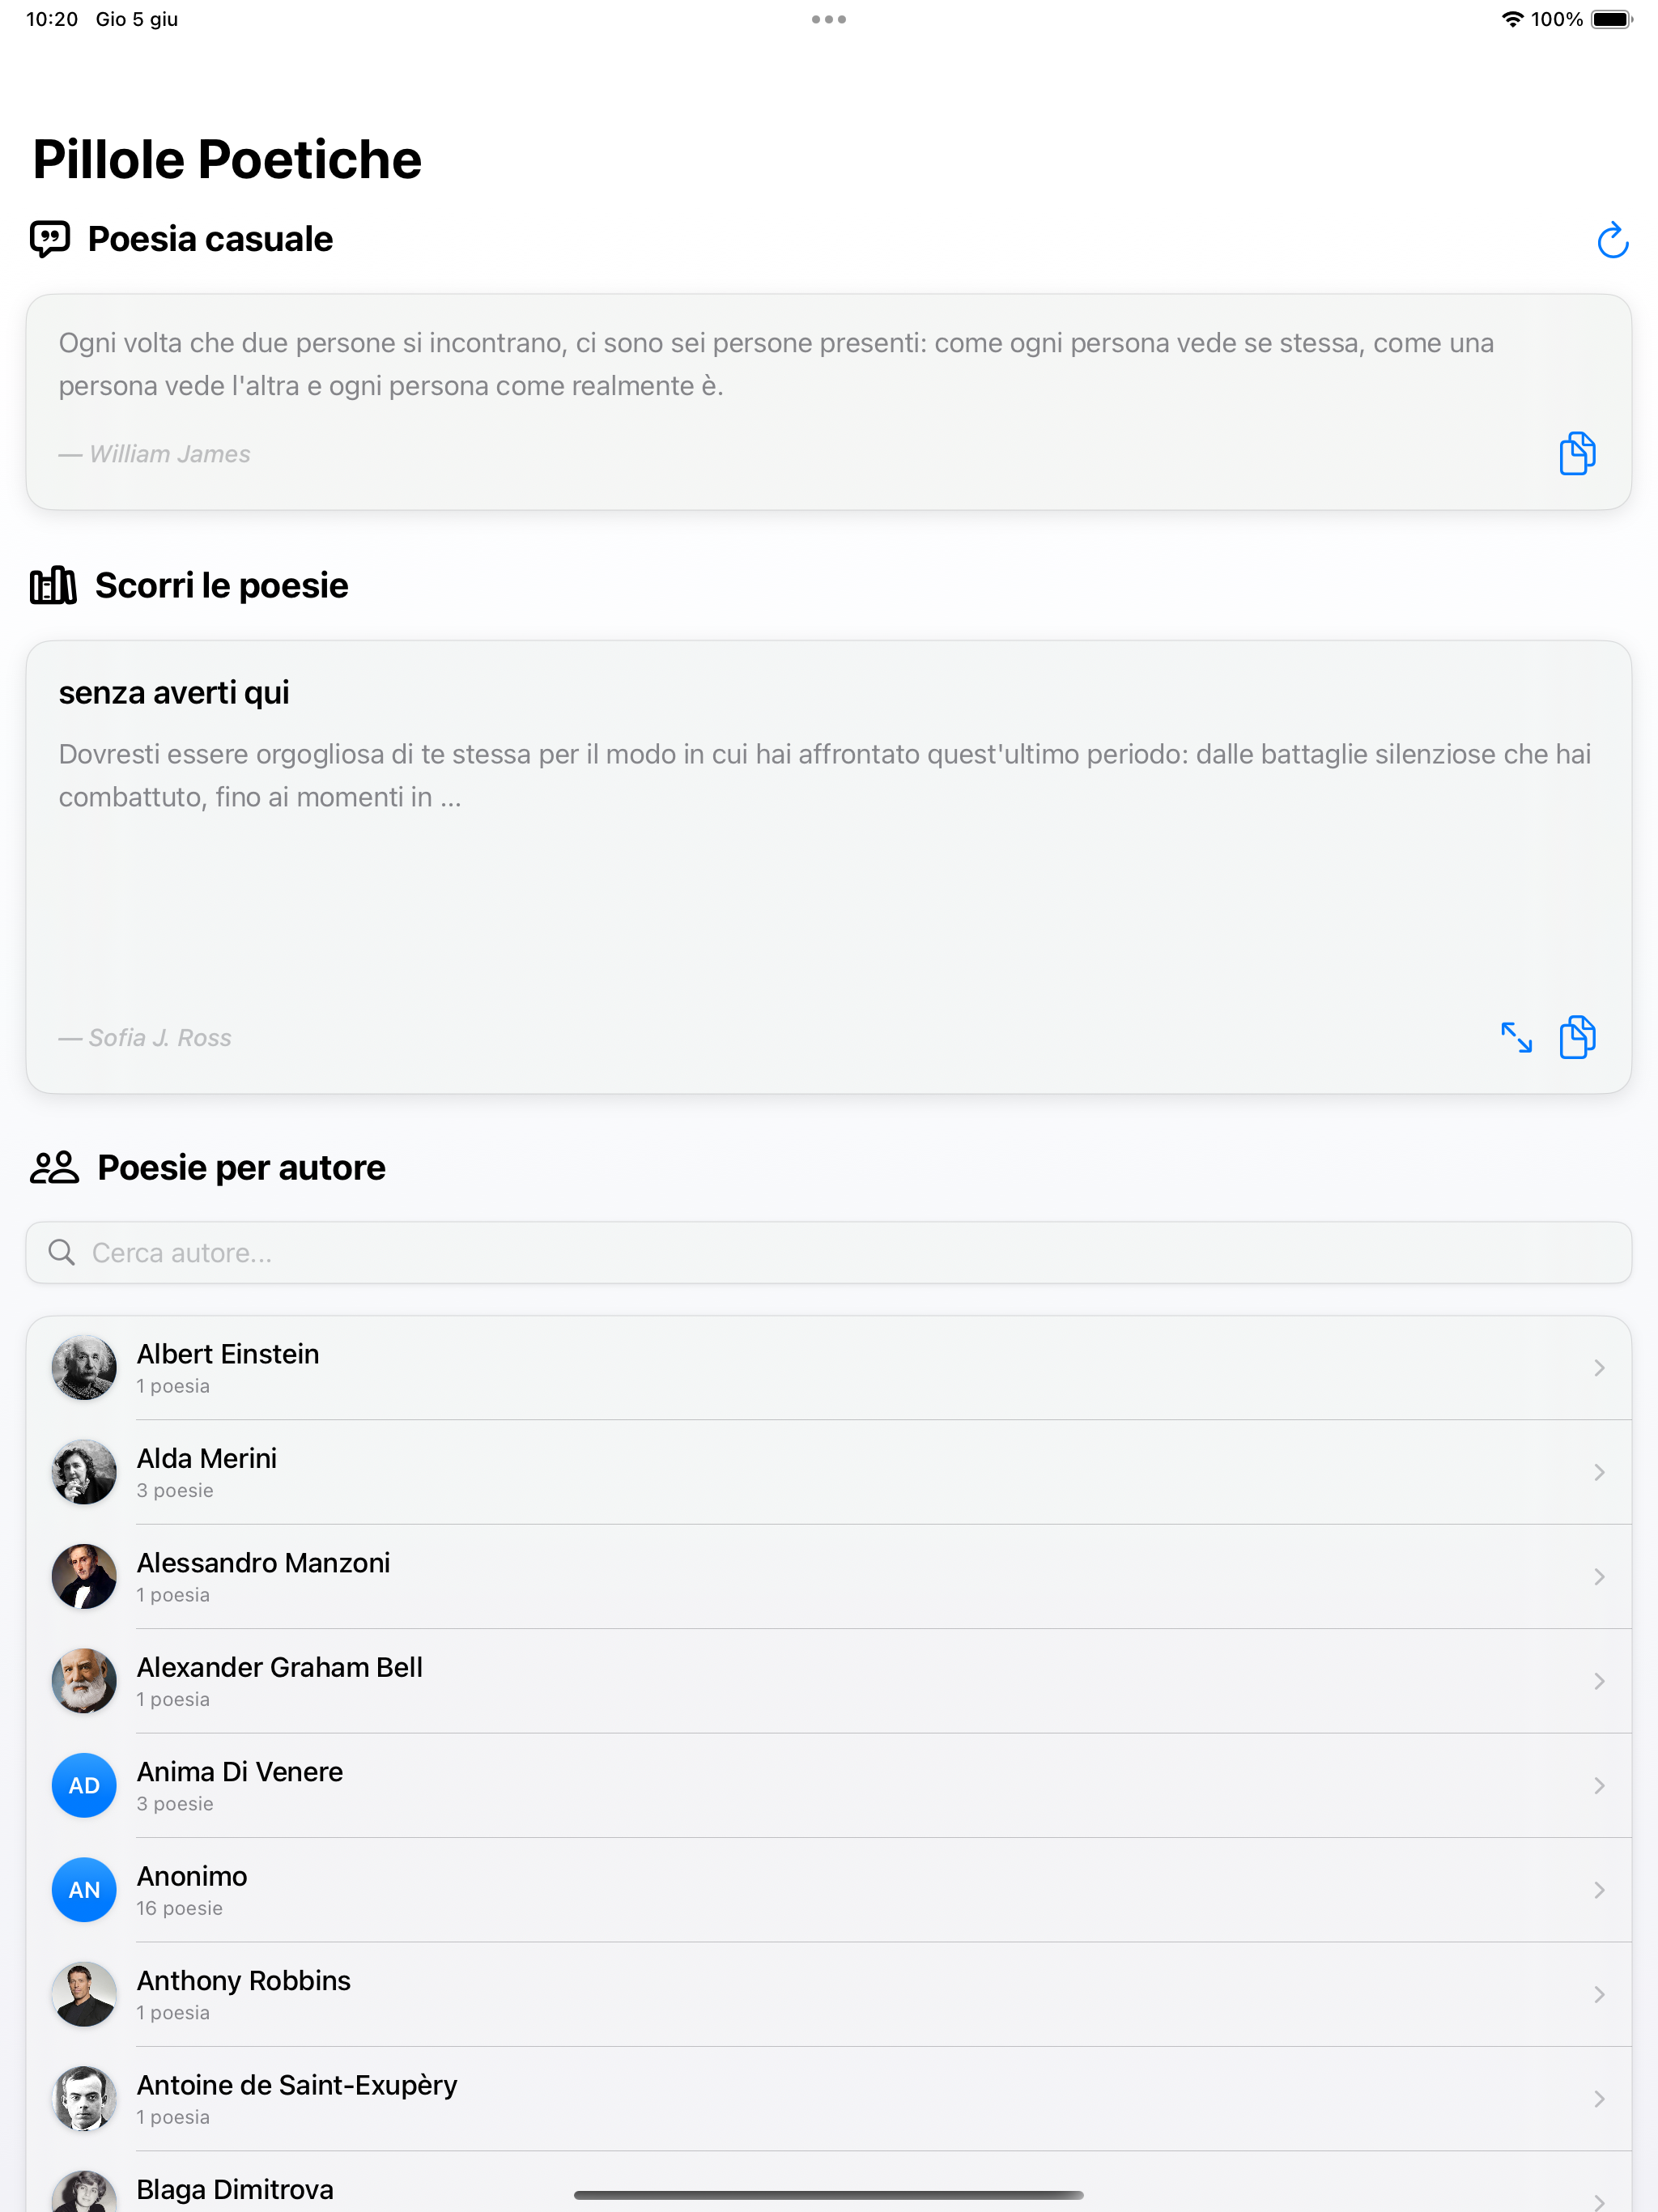 10:20 Gio 5 giu
100%
Pillole Poetiche
Poesia casuale
Ogni volta che due persone si incontrano, ci sono sei persone presenti: come ogni persona vede se stessa, come una
persona vede l'altra e ogni persona come realmente è.
— William James
Scorri le poesie
senza averti qui
Dovresti essere orgogliosa di te stessa per il modo in cui hai affrontato quest'ultimo periodo: dalle battaglie silenziose che hai
combattuto, fino ai momenti in ...
— Sofia J. Ross
Poesie per autore
Cerca autore...
Albert Einstein
1 poesia
Alda Merini
3 poesie
Alessandro Manzoni
1 poesia
Alexander Graham Bell
1 poesia
AD
Anima Di Venere
3 poesie
AN
Anonimo
16 poesie
Anthony Robbins
1 poesia
Antoine de Saint-Exupèry
1 poesia
Blaga Dimitrova